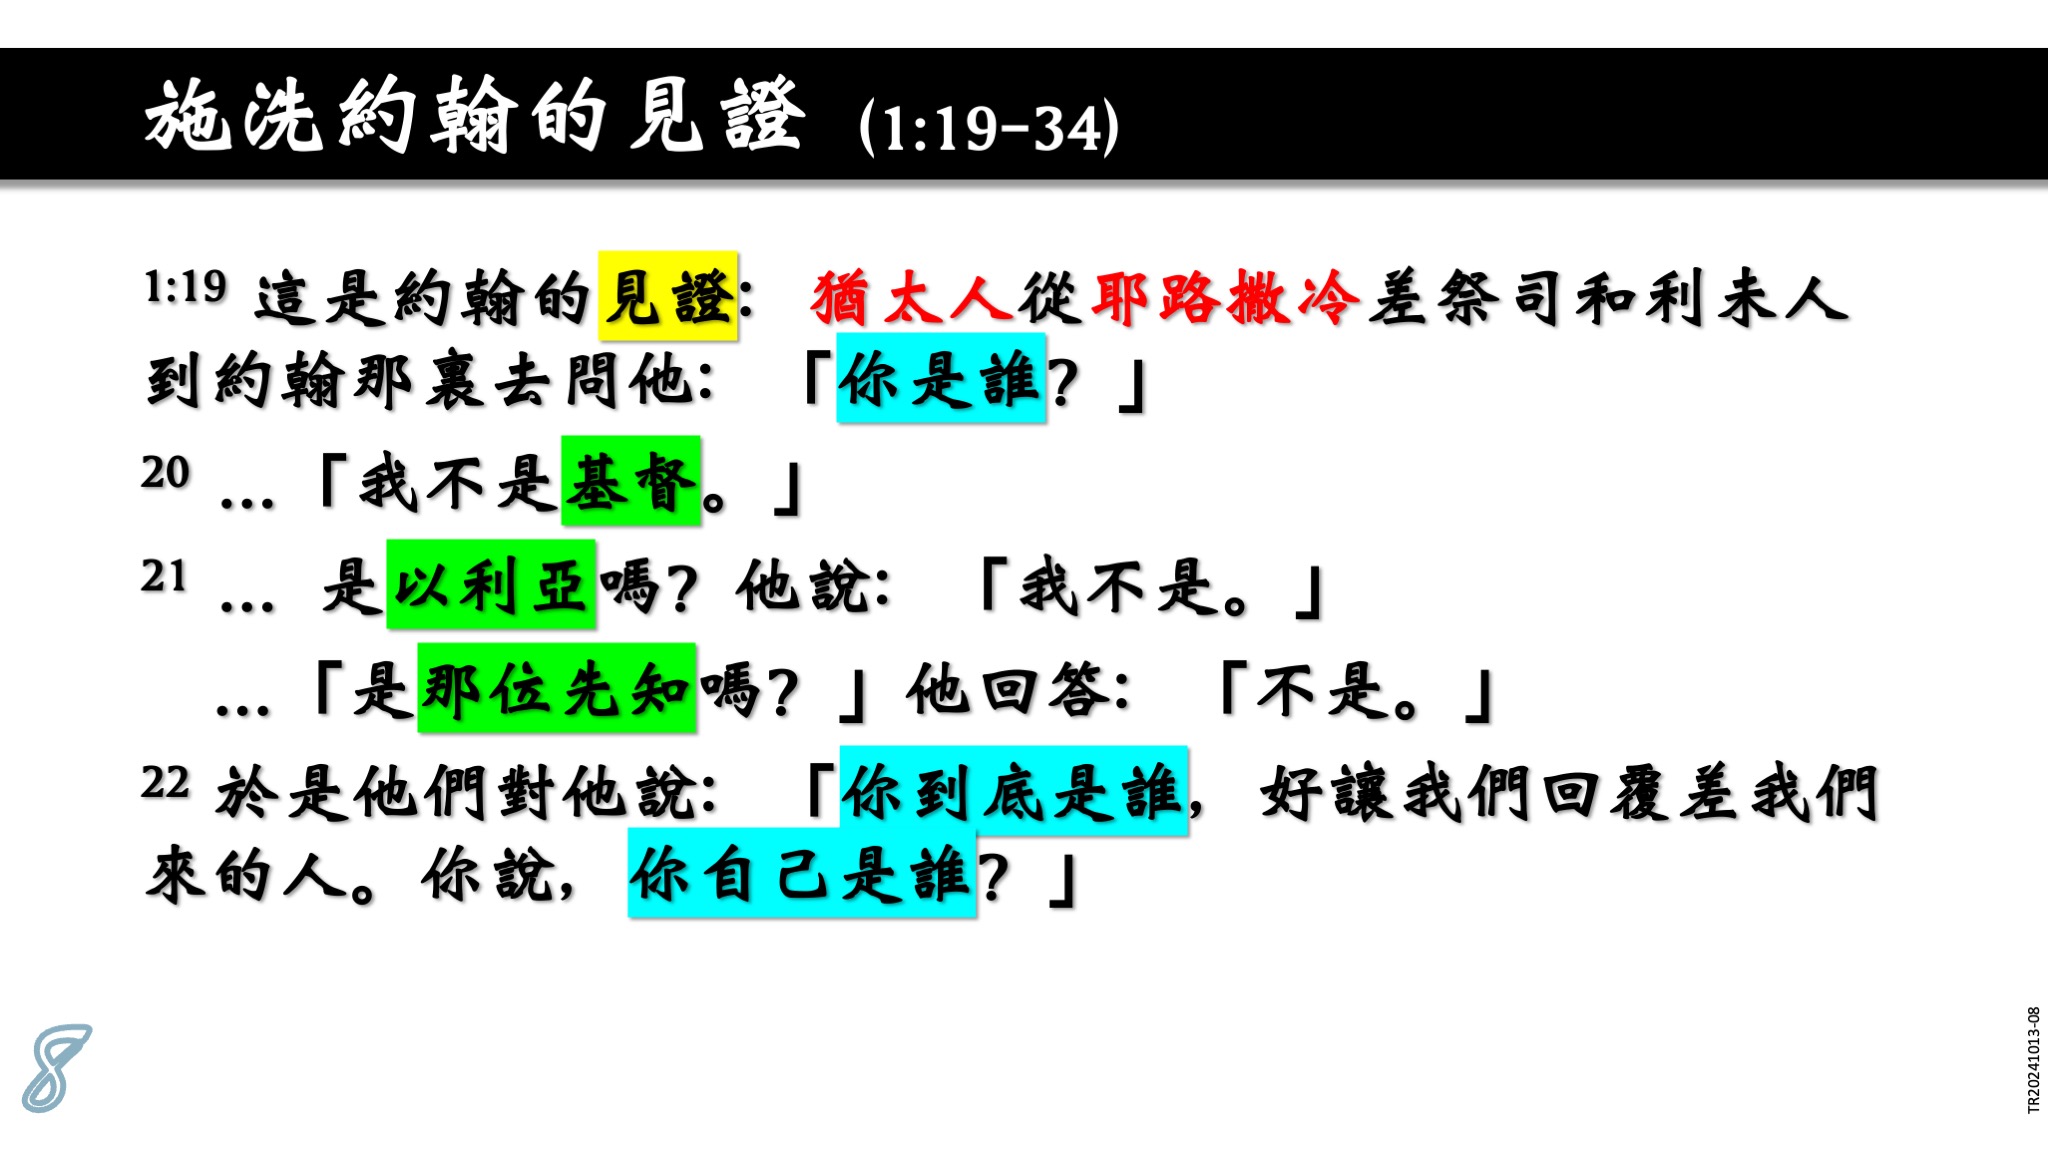 施洗約翰的見證 (1:19-34)
1:19 這是約翰的見證： 猶太人從耶路撒冷差祭司和利未人
到約翰那裏去問他：「你是誰？」
20 …「我不是基督。」
21 … 是以利亞嗎？他說：「我不是。」
…「是那位先知嗎？」他回答：「不是。」
22 於是他們對他說：「你到底是誰，好讓我們回覆差我們
來的人。你說，你自己是誰？」
8
TR20241013-08